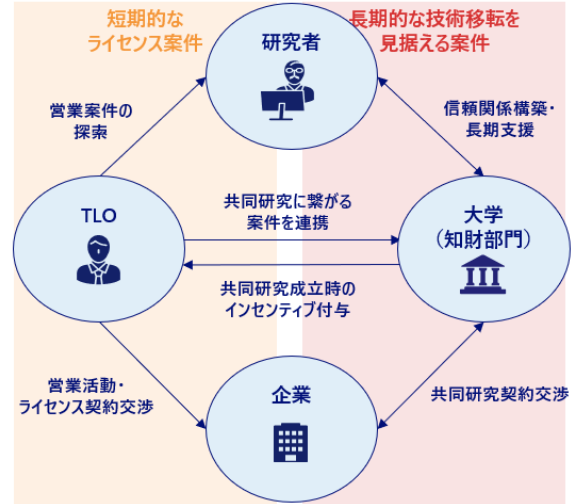 短期的な
ライセンス案件
長期的な技術移転を
見据える案件
研究者
営業案件の
探索
信頼関係構築・
長期支援
TLO
共同研究に繋がる
案件を連携
大学
（知財部門）
共同研究成立時の
インセンティブ付与
営業活動・
ライセンス契約交渉
企業
共同研究契約交渉